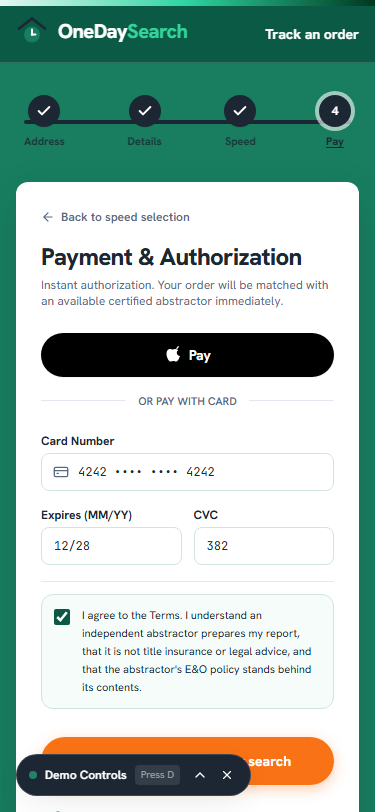 OneDaySearch
Track an order
4
Address Details Speed Pay
Back to speed selection
Payment & Authorization
Instant authorization. Your order will be matched with
an available certified abstractor immediately.
Pay
OR PAY WITH CARD
Card Number
4242 •••• •••• 4242
Expires (MM/YY) CVC
12/28 382
I agree to the Terms. I understand an
independent abstractor prepares my report,
that it is not title insurance or legal advice, and
that the abstractor's E&O policy stands behind
its contents.
search
Demo Controls Press D